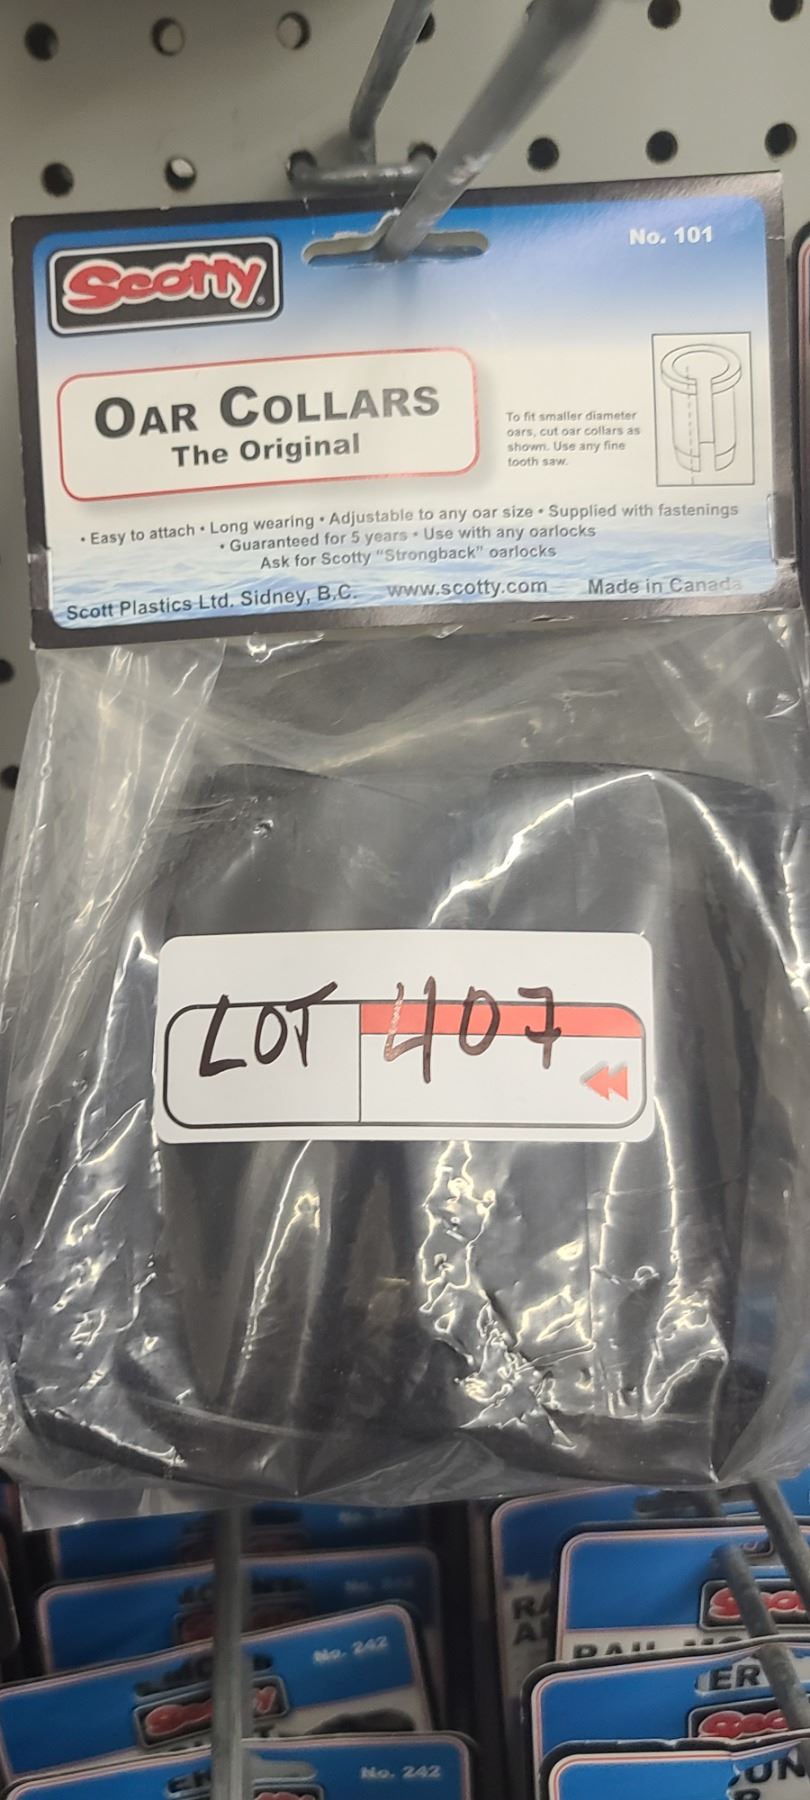 Scotty
No. 101
OAR COLLARS
The Original
To fit smaller diameter
oars, cut oar collars as
shown. Use any fine
tooth saw.
• Easy to attach • Long wearing • Adjustable to any oar size • Supplied with fastenings
• Guaranteed for 5 years • Use with any oarlocks
Ask for Scotty "Strongback" oarlocks
Scott Plastics Ltd. Sidney, B.C. www.scotty.com Made in Canada
LOT 407
No. 242
Scotty
No. 242